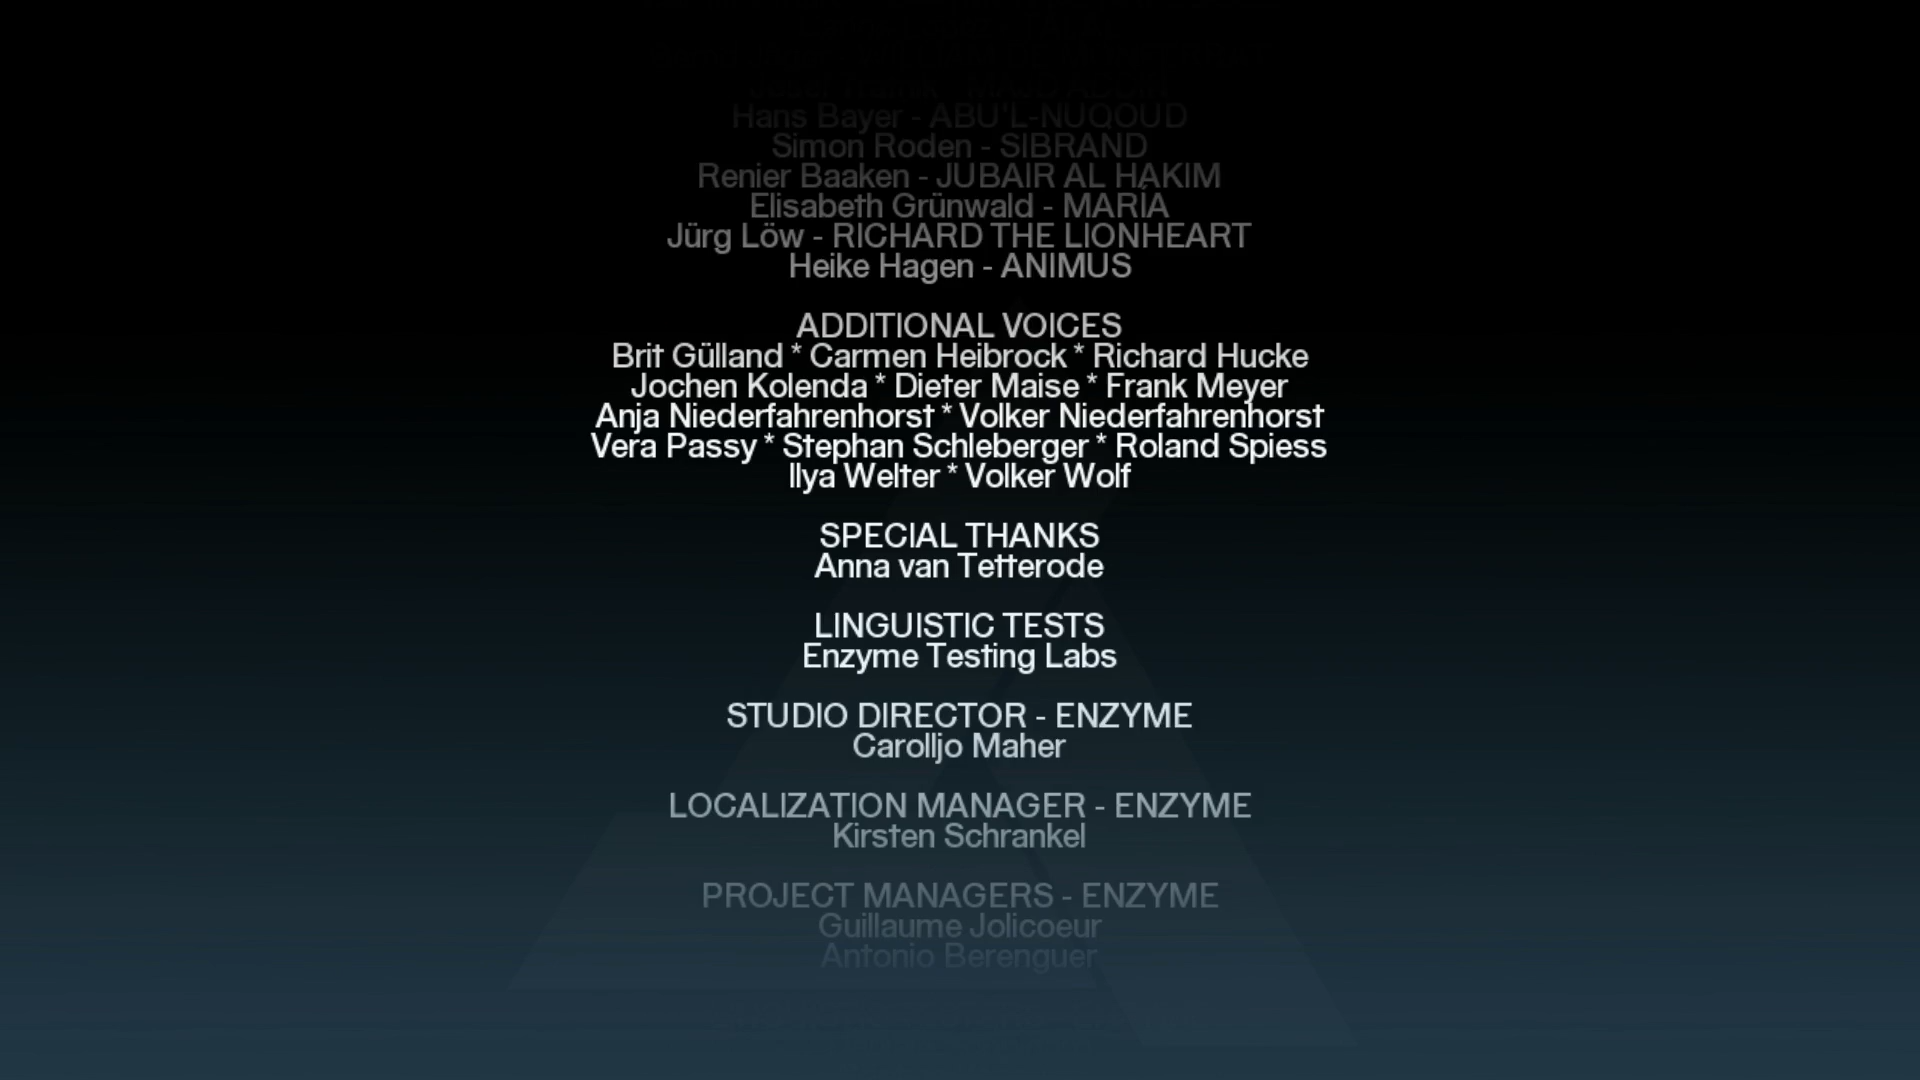 Hans Bayer - ABU'L-NUQOUD
Simon Roden - SIBRAND
Renier Baaken - JUBAIR AL HAKIM
Elisabeth Grünwald - MARÍA
Jürg Löw - RICHARD THE LIONHEART
Heike Hagen - ANIMUS
ADDITIONAL VOICES
Brit Gülland * Carmen Heibrock * Richard Hucke
Jochen Kolenda * Dieter Maise * Frank Meyer
Anja Niederfahrenhorst * Volker Niederfahrenhorst
Vera Passy * Stephan Schleberger * Roland Spiess
Ilya Welter * Volker Wolf
SPECIAL THANKS
Anna van Tetterode
LINGUISTIC TESTS
Enzyme Testing Labs
STUDIO DIRECTOR - ENZYME
Carolljo Maher
LOCALIZATION MANAGER - ENZYME
Kirsten Schrankel
PROJECT MANAGERS - ENZYME
Guillaume Jolicoeur
Antonio Berenguer